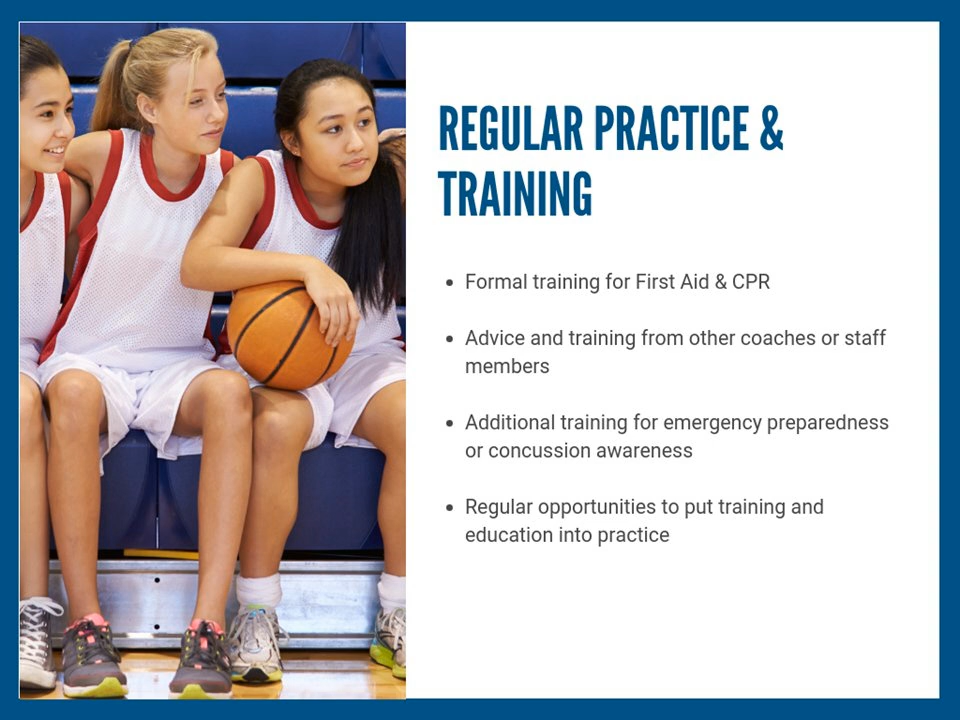 REGULAR PRACTICE &
TRAINING
• Formal training for First Aid & CPR
• Advice and training from other coaches or staff
members
• Additional training for emergency preparedness
or concussion awareness
• Regular opportunities to put training and
education into practice